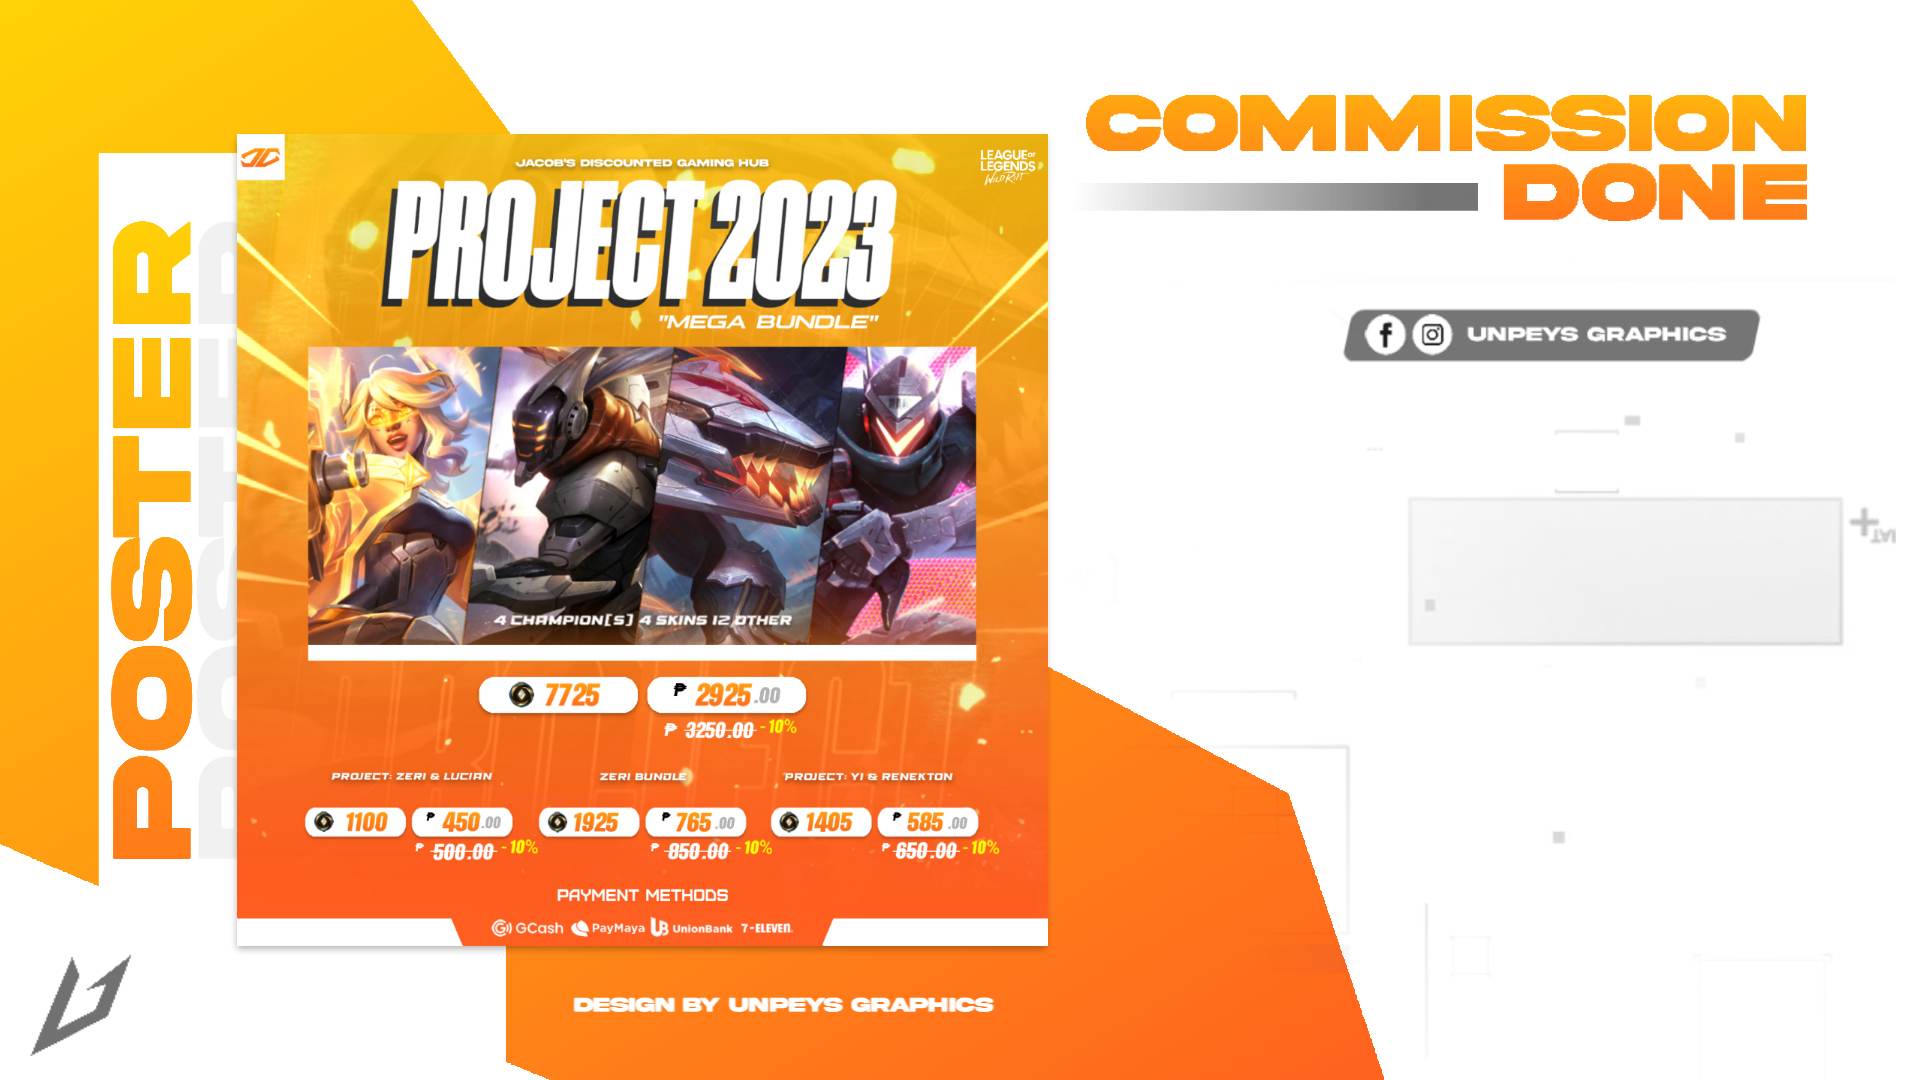 COMMISSION
DONE
UNPEYS GRAPHICS
POSTER
POSTER
JACOB'S DISCOUNTED GAMING HUB
LEAGUE OF
LEGENDS
WILD RIFT
PROJECT 2023
"MEGA BUNDLE"
4 CHAMPION[S] 4 SKINS 12 OTHER
7725 ₱ 2925.00
₱ 3250.00 -10%
PROJECT: ZERI & LUCIAN
1100 ₱ 450.00
₱ 500.00 -10%
ZERI BUNDLE
1925 ₱ 765.00
₱ 850.00 -10%
PROJECT: YI & RENEKTON
1405 ₱ 585.00
₱ 650.00 -10%
PAYMENT METHODS
GCash PayMaya UnionBank 7-ELEVEN.
DESIGN BY UNPEYS GRAPHICS